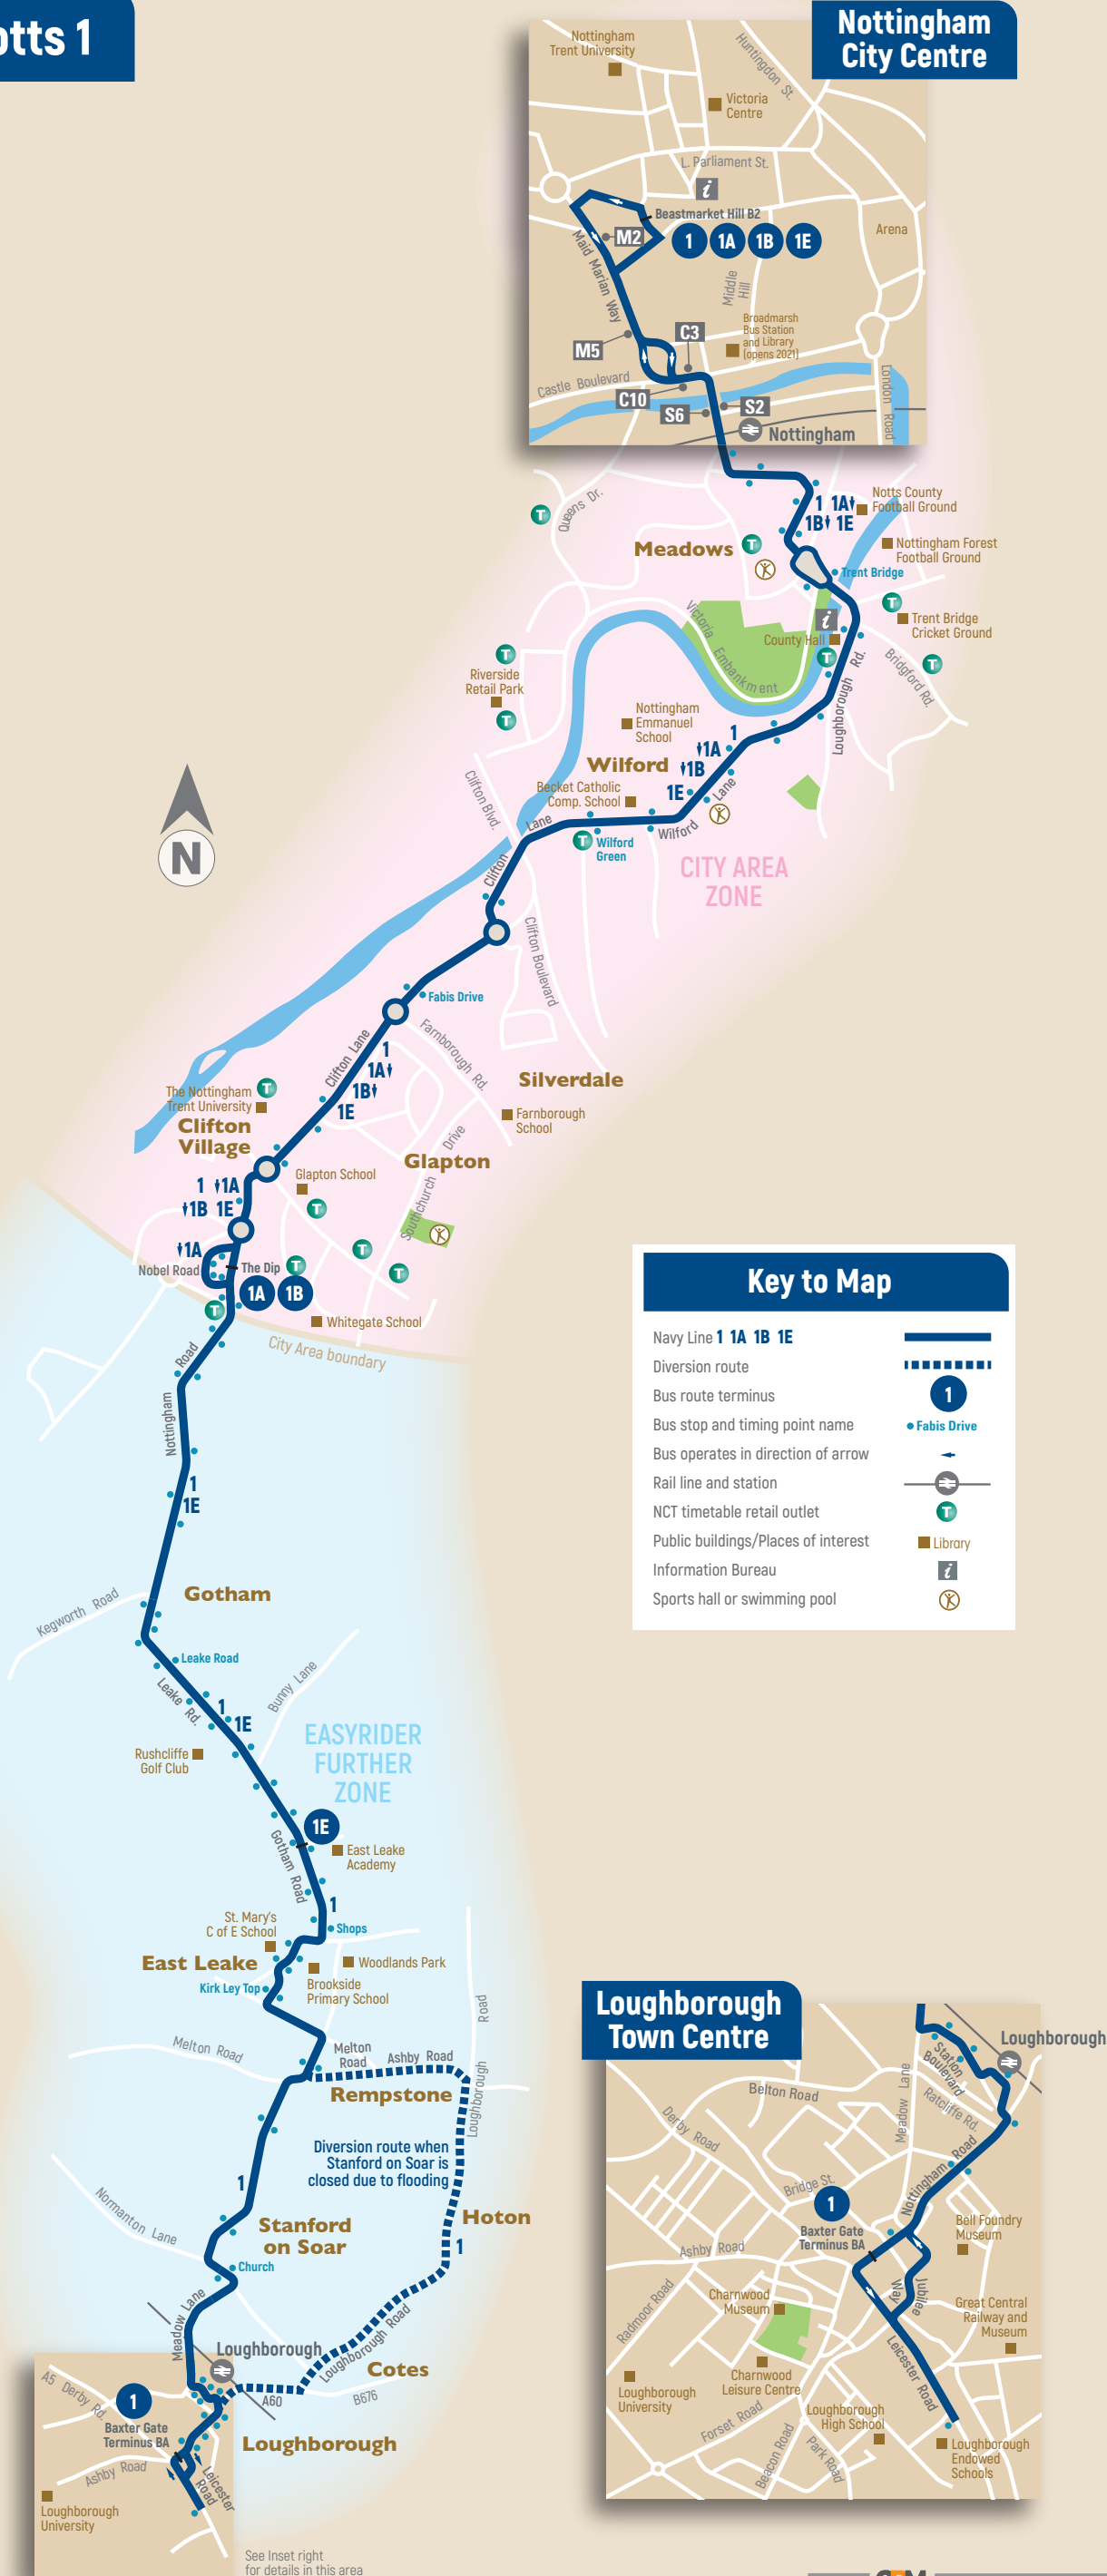 otts 1
Nottingham
City Centre
Nottingham
Trent University
Huntingdon St.
Victoria
Centre
L. Parliament St.
i
Beastmarket Hill B2
M2
1 1A 1B 1E
Arena
Maid Marian Way
Middle
Hill
Broadmarsh
Bus Station
and Library
(opens 2021)
C3
M5
Castle Boulevard
C10
S6
S2
London Road
Nottingham
Queens Dr.
T
1 1A
1B 1E
Notts County
Football Ground
Nottingham Forest
Football Ground
Meadows
T
Trent Bridge
T
Trent Bridge
Cricket Ground
Victoria Embankment
i
County Hall
T
Bridgford Rd.
T
Loughborough Rd.
T
Riverside
Retail Park
T
Nottingham
Emmanuel
School
1
1A
1B
1E
Wilford
Becket Catholic
Comp. School
Clifton Blvd.
Wilford Lane
T
Wilford
Green
Clifton Lane
CITY AREA
ZONE
N
Clifton Boulevard
Fabis Drive
Farnborough Rd.
Clifton Lane
1
1A
1B
1E
Silverdale
Farnborough
School
The Nottingham
Trent University
T
Clifton
Village
Glapton
Southchurch Drive
Glapton School
1 1A
1B 1E
T
1A
Nobel Road
The Dip
T
T
T
1A 1B
T
Whitegate School
City Area boundary
Nottingham Road
1
1E
Key to Map
Navy Line 1 1A 1B 1E
Diversion route
Bus route terminus
1
Bus stop and timing point name
Fabis Drive
Bus operates in direction of arrow
Rail line and station
NCT timetable retail outlet
T
Public buildings/Places of interest
Library
Information Bureau
i
Sports hall or swimming pool
Gotham
Kegworth Road
Leake Road
Leake Rd.
Bunny Lane
1
1E
Rushcliffe
Golf Club
EASYRIDER
FURTHER
ZONE
1E
Gotham Road
East Leake
Academy
1
St. Mary's
C of E School
Shops
East Leake
Woodlands Park
Kirk Ley Top
Brookside
Primary School
Melton Road
Melton
Road
Ashby Road
Loughborough Road
Rempstone
Diversion route when
Stanford on Soar is
closed due to flooding
1
Normanton Lane
Stanford
on Soar
Hoton
1
Church
Meadow Lane
Loughborough
Loughborough Road
Cotes
A60
B676
A5 Derby Rd.
1
Baxter Gate
Terminus BA
Loughborough
Ashby Road
Leicester
Road
Loughborough
University
See Inset right
for details in this area
Loughborough
Town Centre
Loughborough
Station
Boulevard
Belton Road
Meadow Lane
Ratcliffe Rd.
Derby Road
Nottingham Road
Bridge St.
1
Baxter Gate
Terminus BA
Bell Foundry
Museum
Ashby Road
Jubilee
Way
Radmoor Road
Charnwood
Museum
Great Central
Railway and
Museum
Leicester Road
Charnwood
Leisure Centre
Loughborough
University
Forset Road
Loughborough
High School
Beacon Road
Park Road
Loughborough
Endowed
Schools